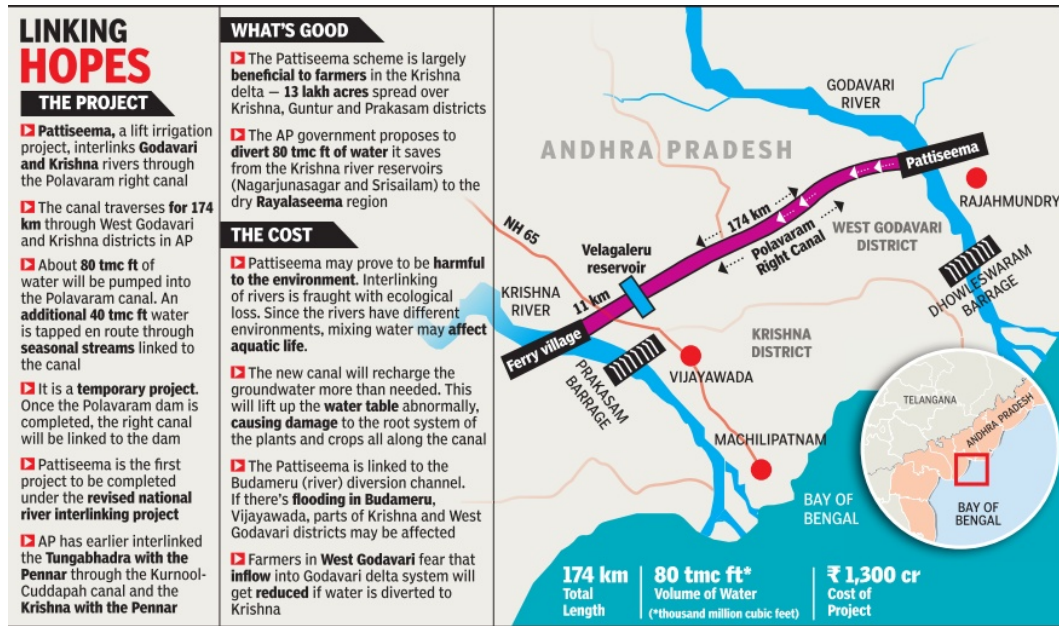 LINKING
HOPES
THE PROJECT
Pattiseema, a lift irrigation
project, interlinks Godavari
and Krishna rivers through
the Polavaram right canal
The canal traverses for 174
km through West Godavari
and Krishna districts in AP
About 80 tmc ft of
water will be pumped into
the Polavaram canal. An
additional 40 tmc ft water
is tapped en route through
seasonal streams linked to
the canal
It is a temporary project.
Once the Polavaram dam is
completed, the right canal
will be linked to the dam
Pattiseema is the first
project to be completed
under the revised national
river interlinking project
AP has earlier interlinked
the Tungabhadra with the
Pennar through the Kurnool-
Cuddapah canal and the
Krishna with the Pennar
WHAT'S GOOD
The Pattiseema scheme is largely
beneficial to farmers in the Krishna
delta — 13 lakh acres spread over
Krishna, Guntur and Prakasam districts
The AP government proposes to
divert 80 tmc ft of water it saves
from the Krishna river reservoirs
(Nagarjunasagar and Srisailam) to the
dry Rayalaseema region
THE COST
Pattiseema may prove to be harmful
to the environment. Interlinking
of rivers is fraught with ecological
loss. Since the rivers have different
environments, mixing water may affect
aquatic life.
The new canal will recharge the
groundwater more than needed. This
will lift up the water table abnormally,
causing damage to the root system of
the plants and crops all along the canal
The Pattiseema is linked to the
Budameru (river) diversion channel.
If there's flooding in Budameru,
Vijayawada, parts of Krishna and West
Godavari districts may be affected
Farmers in West Godavari fear that
inflow into Godavari delta system will
get reduced if water is diverted to
Krishna
GODAVARI
RIVER
ANDHRA PRADESH
Pattiseema
RAJAHMUNDRY
174 km
Polavaram
Right Canal
WEST GODAVARI
DISTRICT
NH 65
Velagaleru
reservoir
DHOWLESWARAM
BARRAGE
KRISHNA
RIVER
11 km
Ferry village
KRISHNA
DISTRICT
PRAKASAM
BARRAGE
VIJAYAWADA
MACHILIPATNAM
BAY OF
BENGAL
TELANGANA
ANDHRA PRADESH
BAY OF
BENGAL
174 km
Total
Length
80 tmc ft*
Volume of Water
(*thousand million cubic feet)
₹ 1,300 cr
Cost of
Project